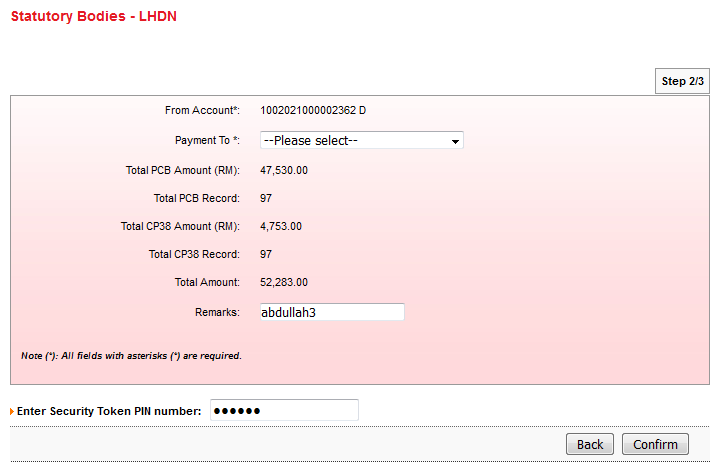 Statutory Bodies - LHDN
Step 2/3
From Account*: 1002021000002362 D
Payment To *: --Please select--
Total PCB Amount (RM): 47,530.00
Total PCB Record: 97
Total CP38 Amount (RM): 4,753.00
Total CP38 Record: 97
Total Amount: 52,283.00
Remarks: abdullah3
Note (*): All fields with asterisks (*) are required.
Enter Security Token PIN number: ●●●●●●
Back Confirm